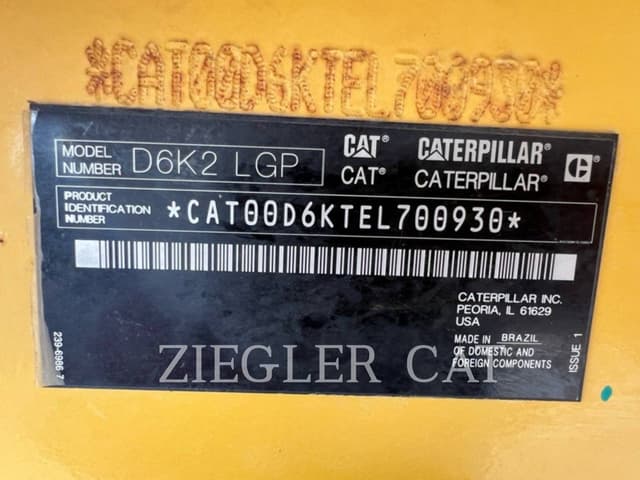 *CAT00D6KTEL700930*
MODEL NUMBER D6K2 LGP
CAT® CATERPILLAR®
CAT® CATERPILLAR®
PRODUCT IDENTIFICATION NUMBER *CAT00D6KTEL700930*
CATERPILLAR INC.
PEORIA, IL 61629
USA
MADE IN BRAZIL
OF DOMESTIC AND
FOREIGN COMPONENTS
ISSUE 1
239-6986 7
ZIEGLER CAT